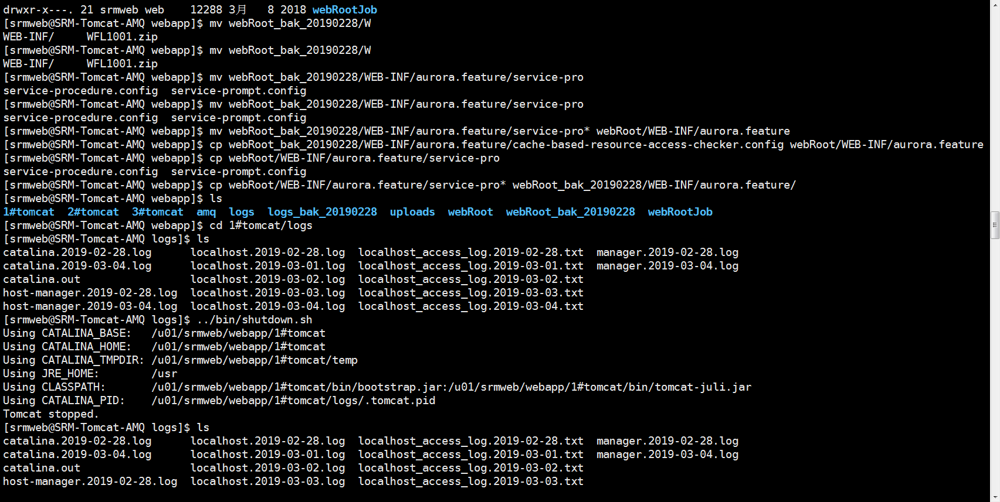 drwxr-x---. 21 srmweb web    12288 3月   8 2018 webRootJob
[srmweb@SRM-Tomcat-AMQ webapp]$ mv webRoot_bak_20190228/W
WEB-INF/     WFL1001.zip
[srmweb@SRM-Tomcat-AMQ webapp]$ mv webRoot_bak_20190228/W
WEB-INF/     WFL1001.zip
[srmweb@SRM-Tomcat-AMQ webapp]$ mv webRoot_bak_20190228/WEB-INF/aurora.feature/service-pro
service-procedure.config  service-prompt.config
[srmweb@SRM-Tomcat-AMQ webapp]$ mv webRoot_bak_20190228/WEB-INF/aurora.feature/service-pro
service-procedure.config  service-prompt.config
[srmweb@SRM-Tomcat-AMQ webapp]$ mv webRoot_bak_20190228/WEB-INF/aurora.feature/service-pro* webRoot/WEB-INF/aurora.feature
[srmweb@SRM-Tomcat-AMQ webapp]$ cp webRoot_bak_20190228/WEB-INF/aurora.feature/cache-based-resource-access-checker.config webRoot/WEB-INF/aurora.feature
[srmweb@SRM-Tomcat-AMQ webapp]$ cp webRoot/WEB-INF/aurora.feature/service-pro
service-procedure.config  service-prompt.config
[srmweb@SRM-Tomcat-AMQ webapp]$ cp webRoot/WEB-INF/aurora.feature/service-pro* webRoot_bak_20190228/WEB-INF/aurora.feature/
[srmweb@SRM-Tomcat-AMQ webapp]$ ls
1#tomcat  2#tomcat  3#tomcat  amq  logs  logs_bak_20190228  uploads  webRoot  webRoot_bak_20190228  webRootJob
[srmweb@SRM-Tomcat-AMQ webapp]$ cd 1#tomcat/logs
[srmweb@SRM-Tomcat-AMQ logs]$ ls
catalina.2019-02-28.log      localhost.2019-02-28.log  localhost_access_log.2019-02-28.txt  manager.2019-02-28.log
catalina.2019-03-04.log      localhost.2019-03-01.log  localhost_access_log.2019-03-01.txt  manager.2019-03-04.log
catalina.out                 localhost.2019-03-02.log  localhost_access_log.2019-03-02.txt
host-manager.2019-02-28.log  localhost.2019-03-03.log  localhost_access_log.2019-03-03.txt
host-manager.2019-03-04.log  localhost.2019-03-04.log  localhost_access_log.2019-03-04.txt
[srmweb@SRM-Tomcat-AMQ logs]$ ../bin/shutdown.sh
Using CATALINA_BASE:   /u01/srmweb/webapp/1#tomcat
Using CATALINA_HOME:   /u01/srmweb/webapp/1#tomcat
Using CATALINA_TMPDIR: /u01/srmweb/webapp/1#tomcat/temp
Using JRE_HOME:        /usr
Using CLASSPATH:       /u01/srmweb/webapp/1#tomcat/bin/bootstrap.jar:/u01/srmweb/webapp/1#tomcat/bin/tomcat-juli.jar
Using CATALINA_PID:    /u01/srmweb/webapp/1#tomcat/logs/.tomcat.pid
Tomcat stopped.
[srmweb@SRM-Tomcat-AMQ logs]$ ls
catalina.2019-02-28.log      localhost.2019-02-28.log  localhost_access_log.2019-02-28.txt  manager.2019-02-28.log
catalina.2019-03-04.log      localhost.2019-03-01.log  localhost_access_log.2019-03-01.txt  manager.2019-03-04.log
catalina.out                 localhost.2019-03-02.log  localhost_access_log.2019-03-02.txt
host-manager.2019-02-28.log  localhost.2019-03-03.log  localhost_access_log.2019-03-03.txt